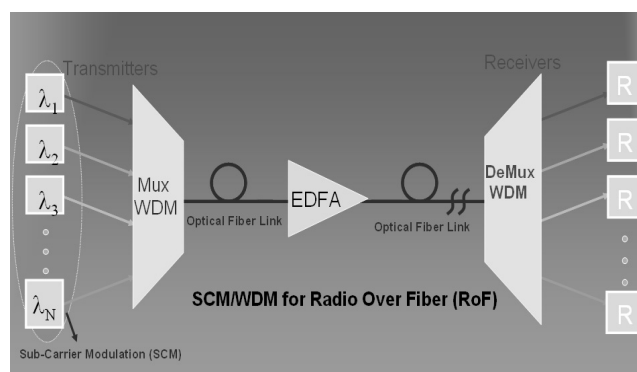 Transmitters
Receivers
λ1
λ2
λ3
λN
Mux
WDM
Optical Fiber Link
EDFA
Optical Fiber Link
DeMux
WDM
R
R
R
R
SCM/WDM for Radio Over Fiber (RoF)
Sub-Carrier Modulation (SCM)